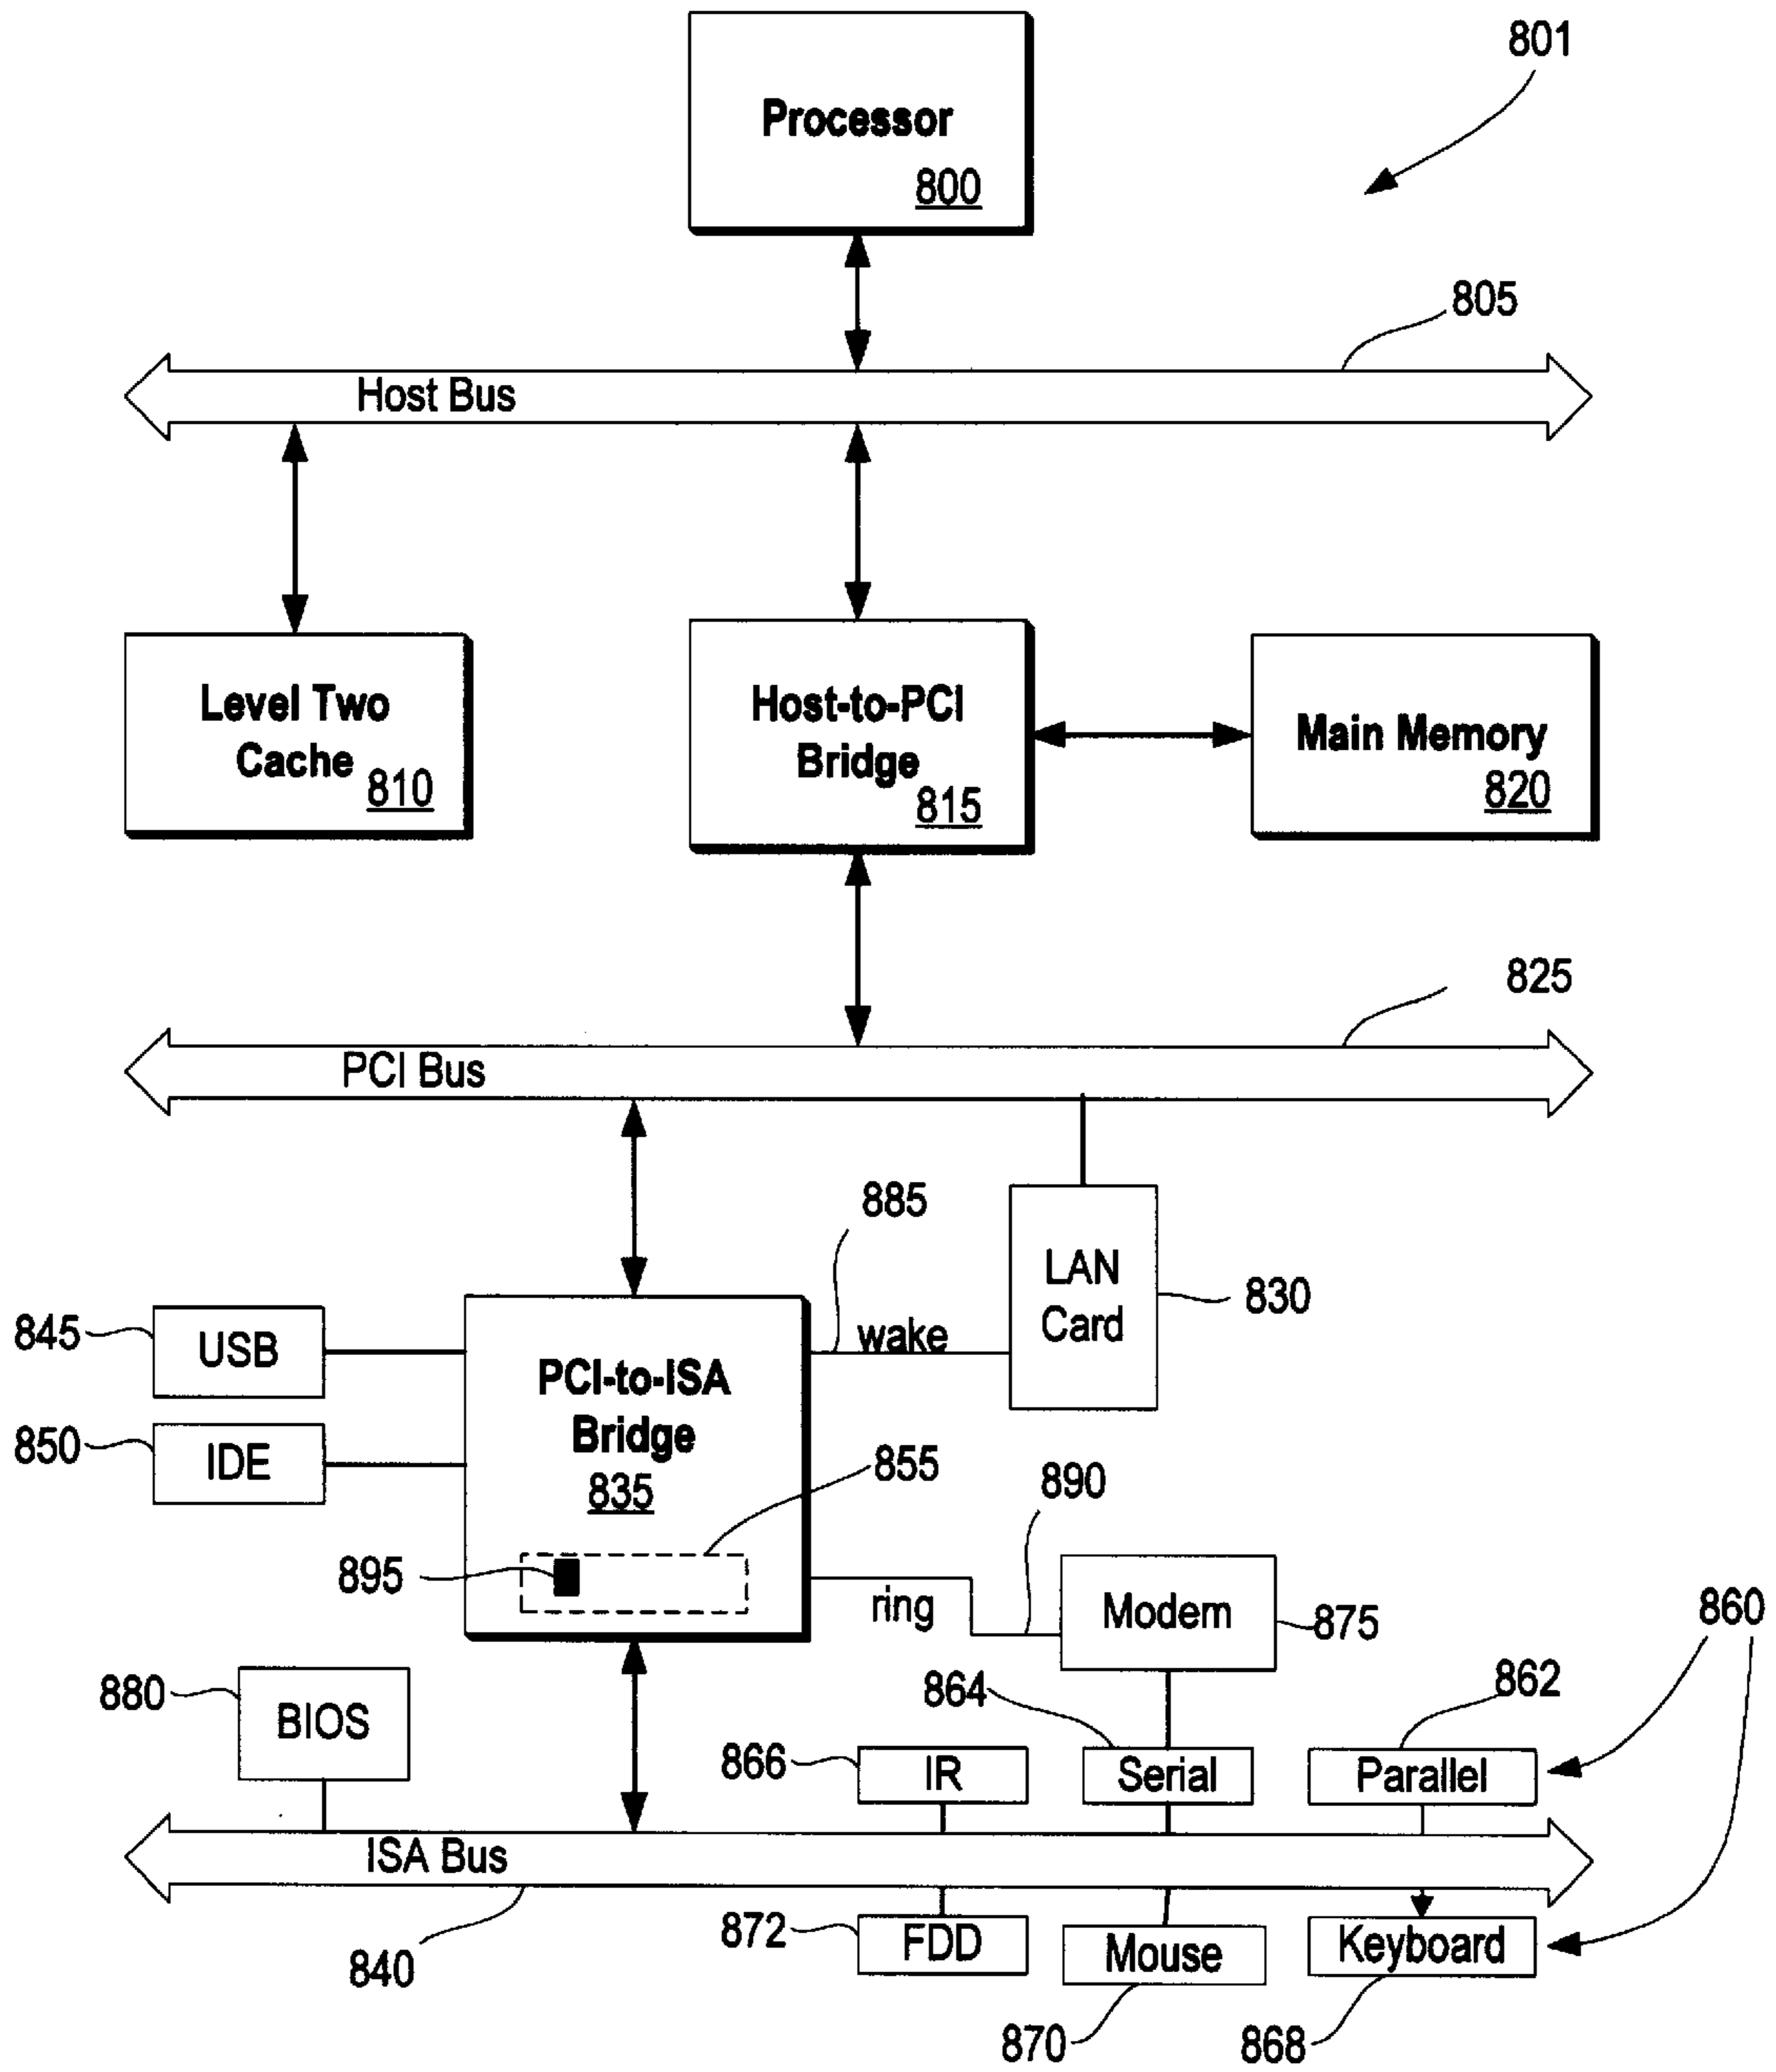 801
Processor
800
805
Host Bus
Level Two
Cache
810
Host-to-PCI
Bridge
815
Main Memory
820
825
PCI Bus
885
LAN
Card
830
845
USB
wake
PCI-to-ISA
Bridge
835
850
IDE
855
890
895
ring
Modem
875
860
880
BIOS
864
862
866
IR
Serial
Parallel
ISA Bus
840
872
FDD
Mouse
Keyboard
870
868